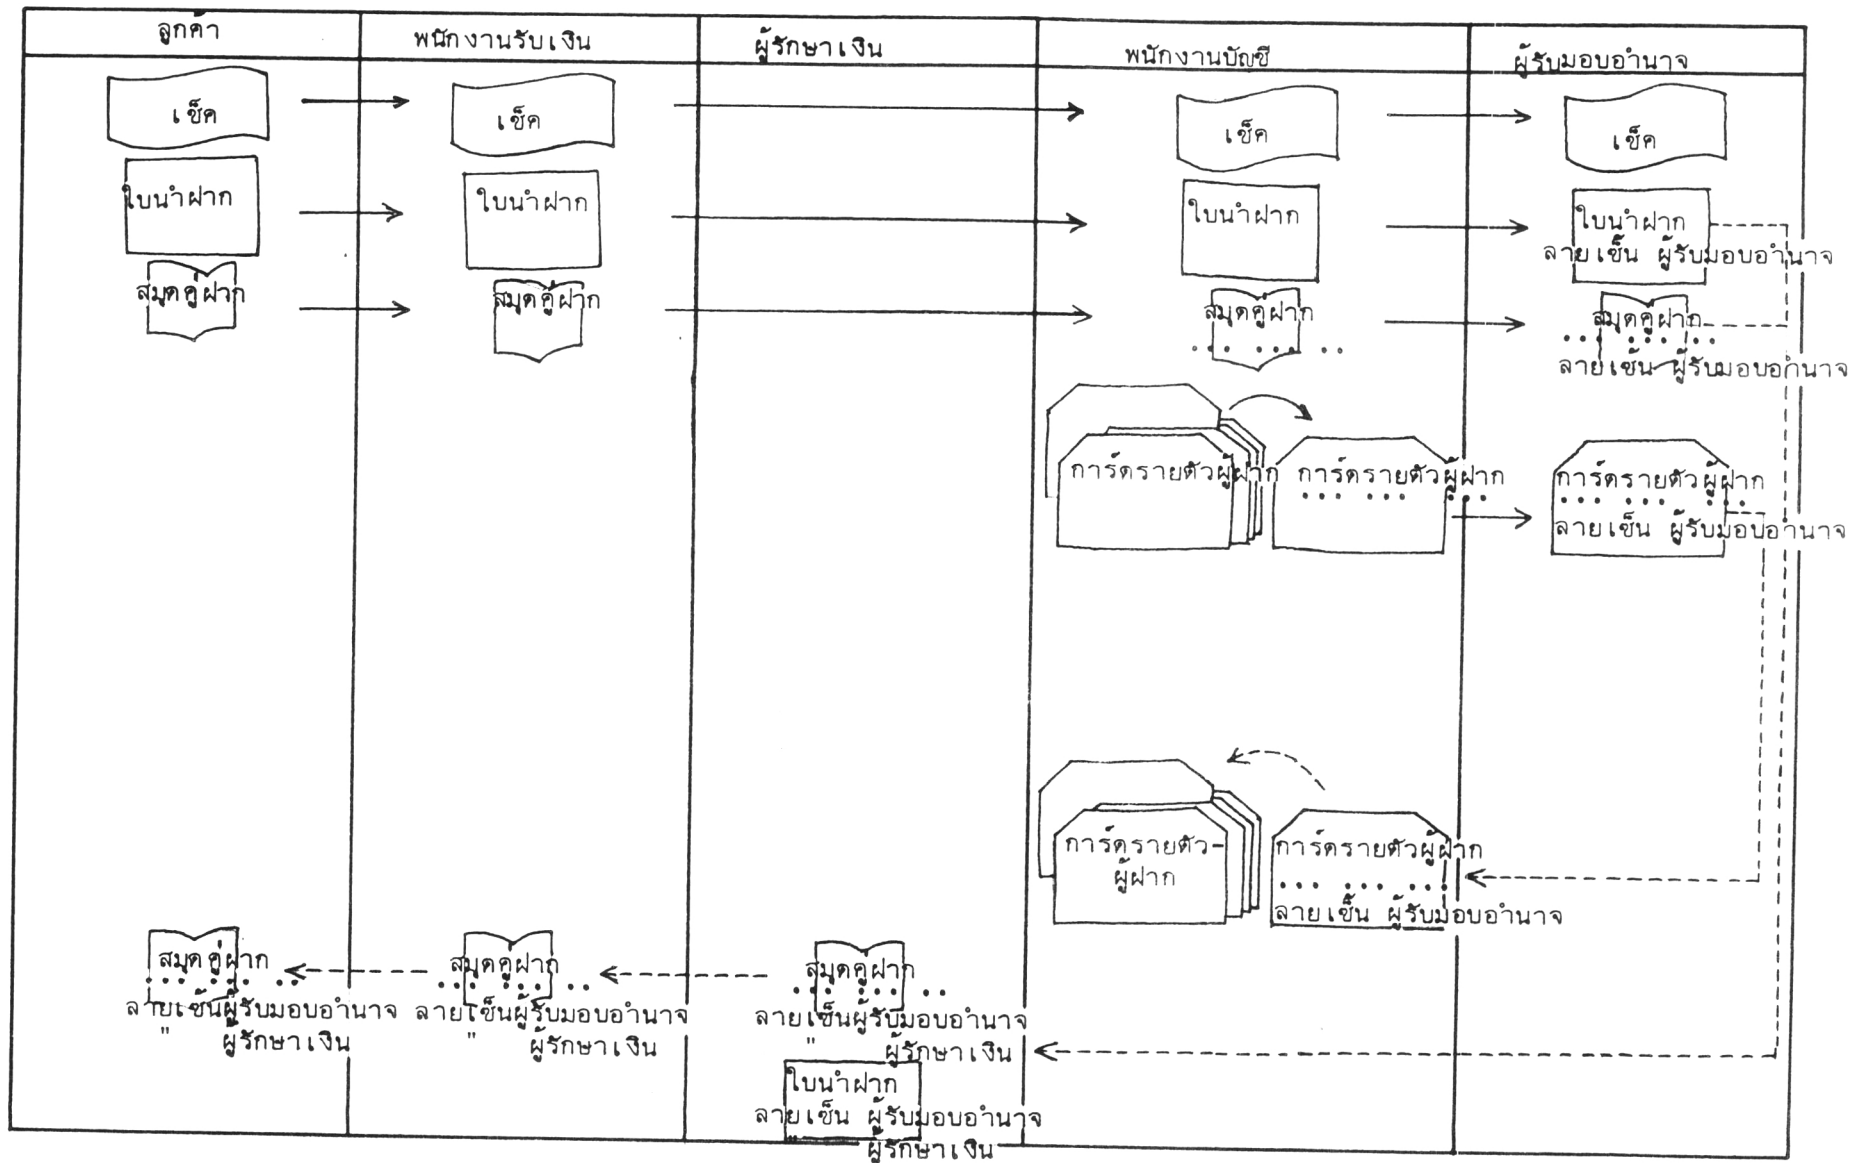 ลูกค้า
พนักงานรับเงิน
ผู้รักษาเงิน
พนักงานบัญชี
ผู้รับมอบอำนาจ
เช็ค
เช็ค
เช็ค
เช็ค
ใบนำฝาก
ใบนำฝาก
ใบนำฝาก
ใบนำฝาก
ลายเซ็น ผู้รับมอบอำนาจ
สมุดคู่ฝาก
สมุดคู่ฝาก
สมุดคู่ฝาก
... ... ..
สมุดคู่ฝาก
... ... ..
ลายเซ็น ผู้รับมอบอำนาจ
การ์ดรายตัวผู้ฝาก
การ์ดรายตัวผู้ฝาก
... ... ...
การ์ดรายตัวผู้ฝาก
... ... ...
ลายเซ็น ผู้รับมอบอำนาจ
การ์ดรายตัว-
ผู้ฝาก
การ์ดรายตัวผู้ฝาก
... ... ...
ลายเซ็น ผู้รับมอบอำนาจ
สมุดคู่ฝาก
... ... ..
ลายเซ็นผู้รับมอบอำนาจ
" ผู้รักษาเงิน
สมุดคู่ฝาก
... ... ..
ลายเซ็นผู้รับมอบอำนาจ
" ผู้รักษาเงิน
สมุดคู่ฝาก
... ... ..
ลายเซ็นผู้รับมอบอำนาจ
" ผู้รักษาเงิน
ใบนำฝาก
ลายเซ็น ผู้รับมอบอำนาจ
" ผู้รักษาเงิน